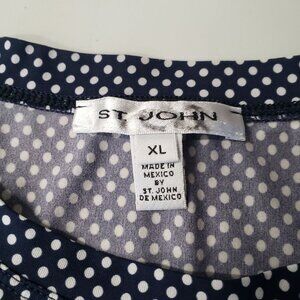 ST. JOHN
XL
MADE IN
MEXICO
BY
ST. JOHN
DE MEXICO